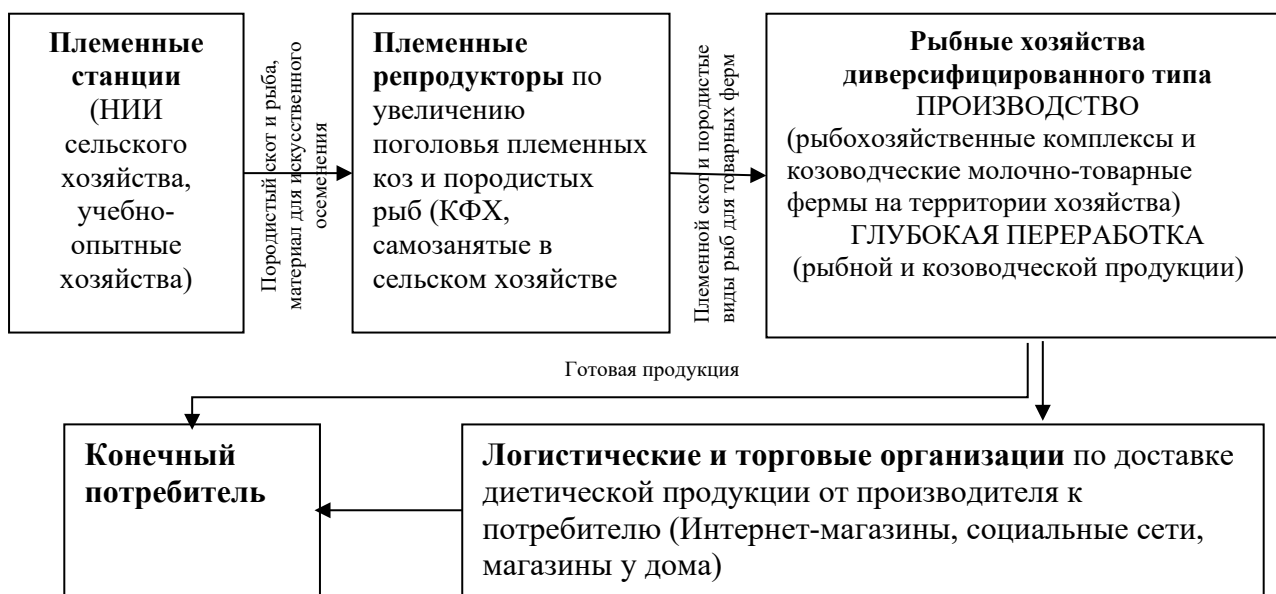 Племенные
станции
(НИИ
сельского
хозяйства,
учебно-
опытные
хозяйства)
Породистый скот и рыба,
материал для искусственного
осеменения
Племенные
репродукторы по
увеличению
поголовья племенных
коз и породистых
рыб (КФХ,
самозанятые в
сельском хозяйстве
Племенной скот и породистые
виды рыб для товарных ферм
Рыбные хозяйства
диверсифицированного типа
ПРОИЗВОДСТВО
(рыбохозяйственные комплексы и
козоводческие молочно-товарные
фермы на территории хозяйства)
ГЛУБОКАЯ ПЕРЕРАБОТКА
(рыбной и козоводческой продукции)
Готовая продукция
Конечный
потребитель
Логистические и торговые организации по доставке
диетической продукции от производителя к
потребителю (Интернет-магазины, социальные сети,
магазины у дома)